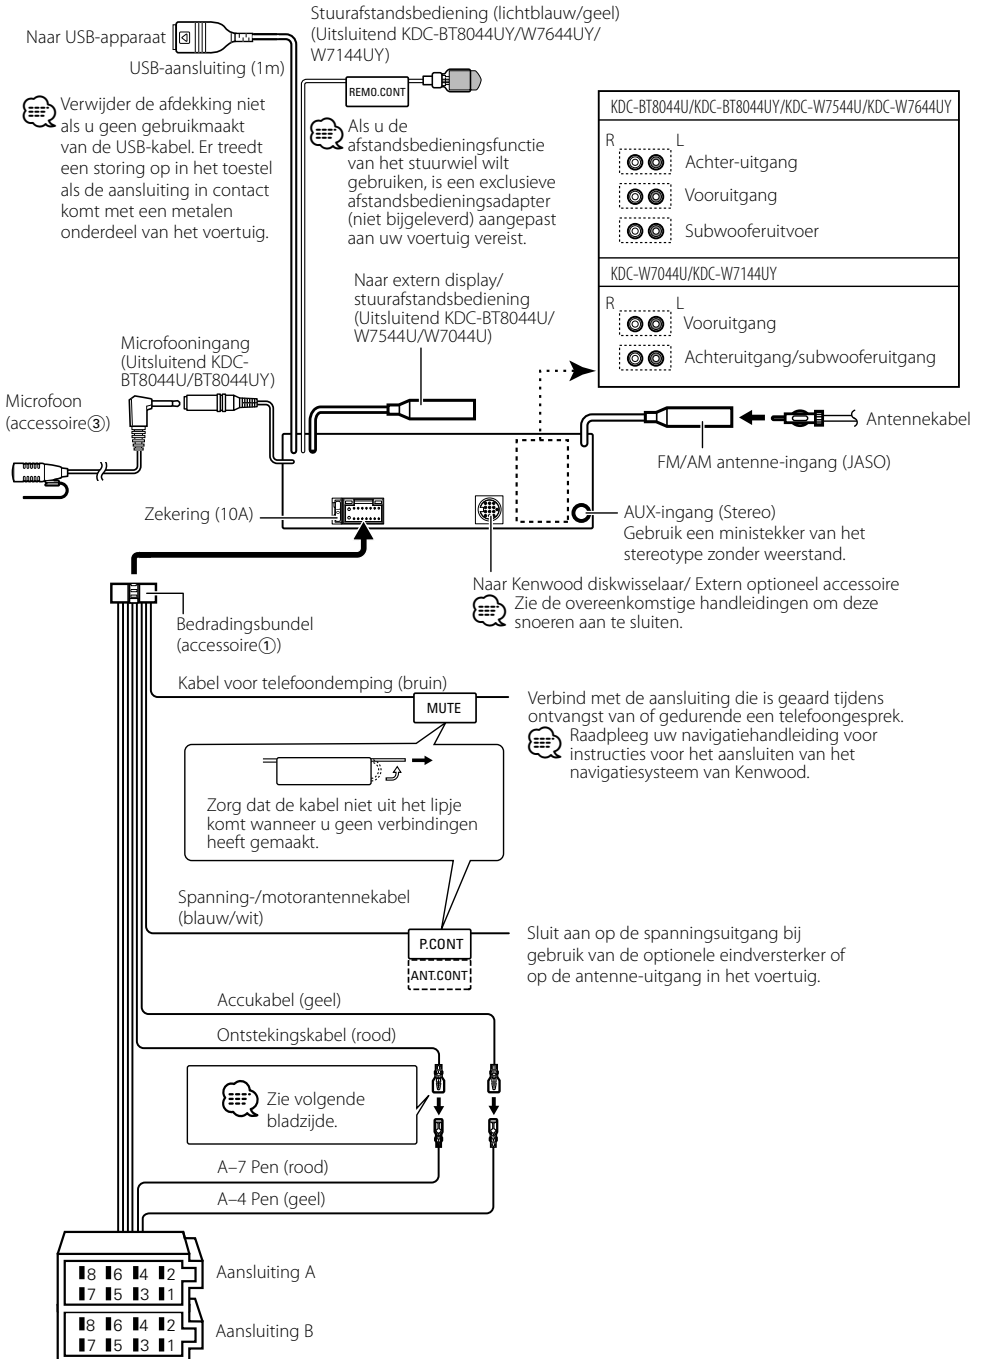 Stuurafstandsbediening (lichtblauw/geel)
(Uitsluitend KDC-BT8044UY/W7644UY/
W7144UY)
Naar USB-apparaat
USB-aansluiting (1m)
REMO.CONT
Verwijder de afdekking niet
als u geen gebruikmaakt
van de USB-kabel. Er treedt
een storing op in het toestel
als de aansluiting in contact
komt met een metalen
onderdeel van het voertuig.
Als u de
afstandsbedieningsfunctie
van het stuurwiel wilt
gebruiken, is een exclusieve
afstandsbedieningsadapter
(niet bijgeleverd) aangepast
aan uw voertuig vereist.
KDC-BT8044U/KDC-BT8044UY/KDC-W7544U/KDC-W7644UY
R L
Achter-uitgang
Vooruitgang
Subwooferuitvoer
KDC-W7044U/KDC-W7144UY
R L
Vooruitgang
Achteruitgang/subwooferuitgang
Naar extern display/
stuurafstandsbediening
(Uitsluitend KDC-BT8044U/
W7544U/W7044U)
Microfooningang
(Uitsluitend KDC-
BT8044U/BT8044UY)
Microfoon
(accessoire③)
Antennekabel
FM/AM antenne-ingang (JASO)
Zekering (10A)
AUX-ingang (Stereo)
Gebruik een ministekker van het
stereotype zonder weerstand.
Naar Kenwood diskwisselaar/ Extern optioneel accessoire
Zie de overeenkomstige handleidingen om deze
snoeren aan te sluiten.
Bedradingsbundel
(accessoire①)
Kabel voor telefoondemping (bruin)
MUTE
Verbind met de aansluiting die is geaard tijdens
ontvangst van of gedurende een telefoongesprek.
Raadpleeg uw navigatiehandleiding voor
instructies voor het aansluiten van het
navigatiesysteem van Kenwood.
Zorg dat de kabel niet uit het lipje
komt wanneer u geen verbindingen
heeft gemaakt.
Spanning-/motorantennekabel
(blauw/wit)
P.CONT
ANT.CONT
Sluit aan op de spanningsuitgang bij
gebruik van de optionele eindversterker of
op de antenne-uitgang in het voertuig.
Accukabel (geel)
Ontstekingskabel (rood)
Zie volgende
bladzijde.
A–7 Pen (rood)
A–4 Pen (geel)
8 6 4 2
7 5 3 1
Aansluiting A
8 6 4 2
7 5 3 1
Aansluiting B